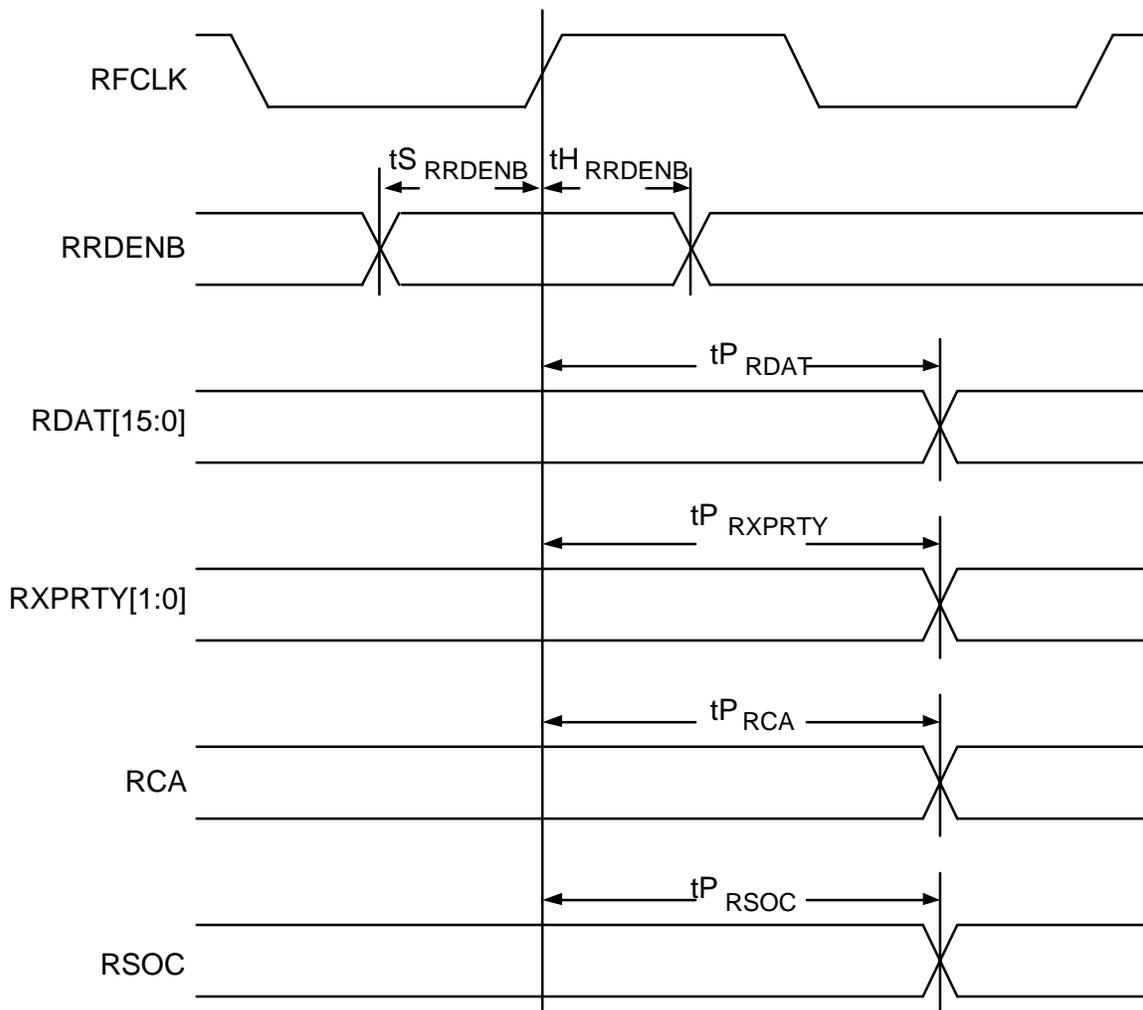 RFCLK
tS RRDENB tH RRDENB
RRDENB
tP RDAT
RDAT[15:0]
tP RXPRTY
RXPRTY[1:0]
tP RCA
RCA
tP RSOC
RSOC